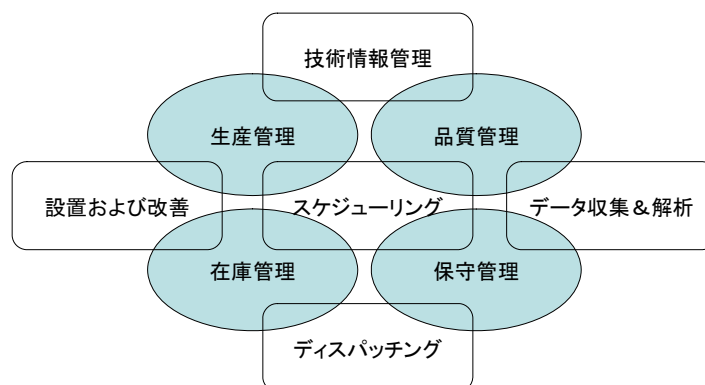 技術情報管理
生産管理
品質管理
設置および改善
スケジューリング
データ収集＆解析
在庫管理
保守管理
ディスパッチング